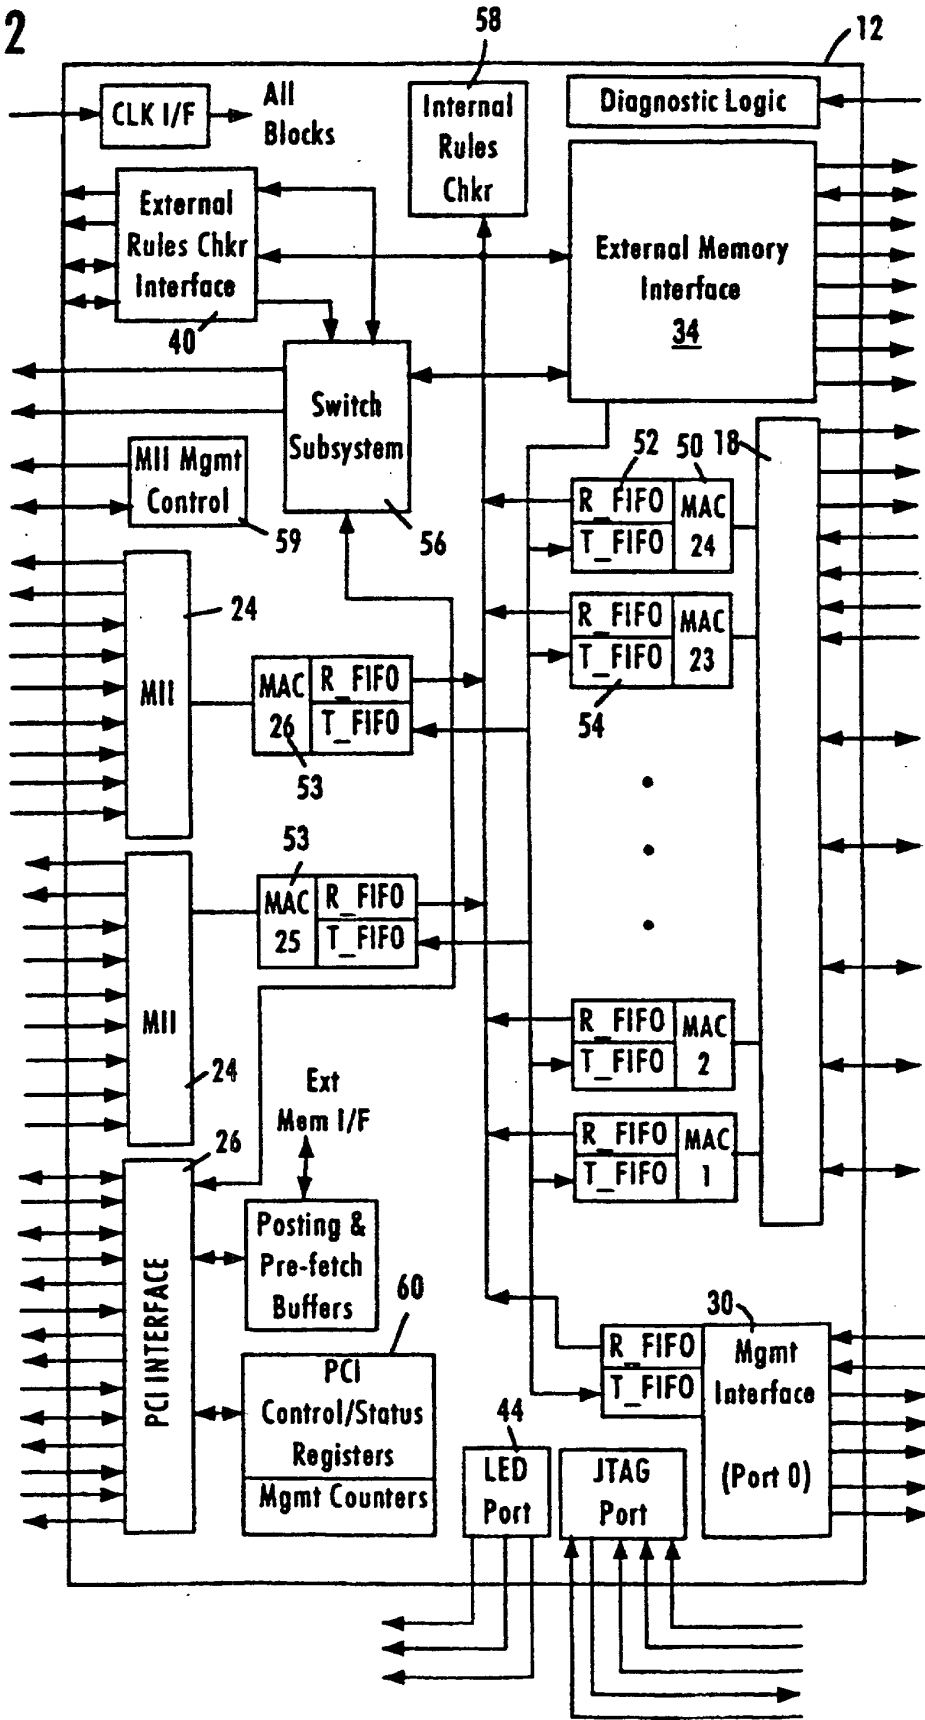 2
58
12
CLK I/F
All
Blocks
Internal
Rules
Chkr
Diagnostic Logic
External
Rules Chkr
Interface
40
External Memory
Interface
34
Switch
Subsystem
56
MII Mgmt
Control
59
52
50
18
R_FIFO
T_FIFO
MAC
24
R_FIFO
T_FIFO
MAC
23
54
24
MII
MAC
26
R_FIFO
T_FIFO
53
53
MAC
25
R_FIFO
T_FIFO
MII
24
R_FIFO
T_FIFO
MAC
2
R_FIFO
T_FIFO
MAC
1
Ext
Mem I/F
26
PCI INTERFACE
Posting &
Pre-fetch
Buffers
60
PCI
Control/Status
Registers
Mgmt Counters
30
R_FIFO
T_FIFO
Mgmt
Interface
(Port 0)
44
LED
Port
JTAG
Port